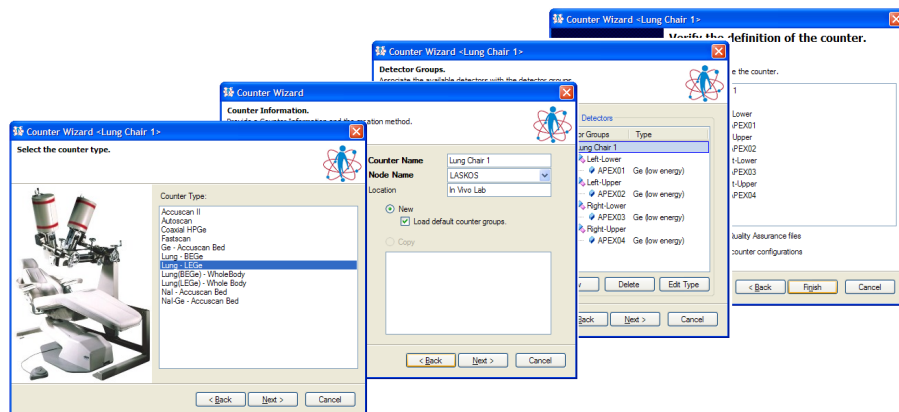 Counter Wizard <Lung Chair 1>
Select the counter type.
Counter Type:
Accuscan II
Autoscan
Coaxial HPGe
Fastscan
Ge - Accuscan Bed
Lung - BEGe
Lung - LEGe
Lung(BEGe) - WholeBody
Lung(LEGe) - Whole Body
NaI - Accuscan Bed
NaI-Ge - Accuscan Bed
< Back Next > Cancel
Counter Wizard
Counter Information.
Counter Name Lung Chair 1
Node Name LASKOS
Location In Vivo Lab
New
Load default counter groups.
Copy
< Back Next > Cancel
Counter Wizard <Lung Chair 1>
Detector Groups.
Associate the available detectors with the detector groups
Detectors
or Groups Type
Lung Chair 1
Left-Lower
APEX01 Ge (low energy)
Left-Upper
APEX02 Ge (low energy)
Right-Lower
APEX03 Ge (low energy)
Right-Upper
APEX04 Ge (low energy)
Delete Edit Type
Back Next > Cancel
Counter Wizard <Lung Chair 1>
Verify the definition of the counter.
e the counter.
1
Lower
APEX01
Upper
APEX02
t-Lower
APEX03
t-Upper
APEX04
Quality Assurance files
counter configurations
< Back Finish Cancel